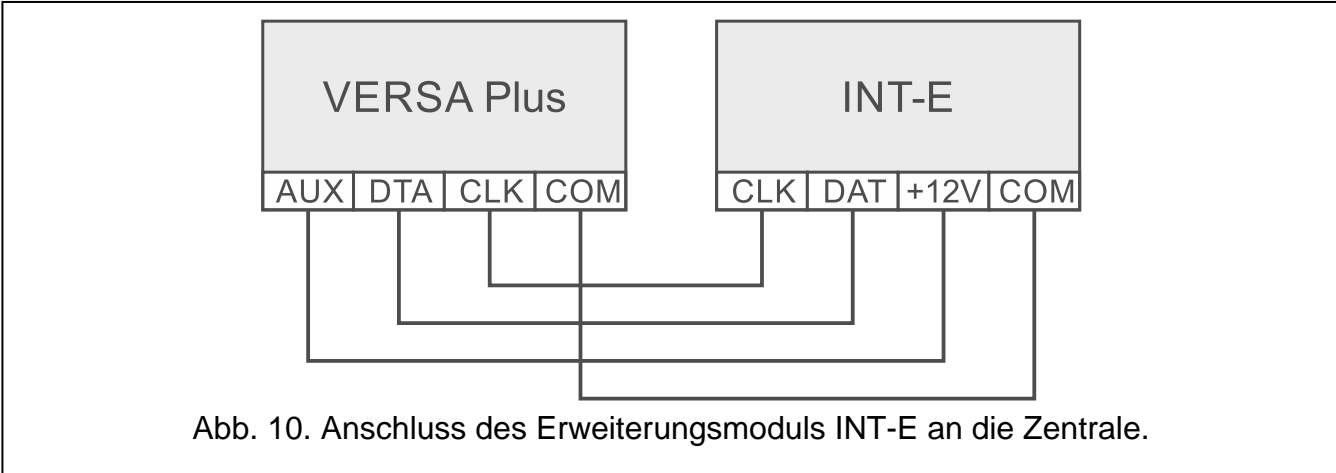 VERSA Plus
INT-E
AUX DTA CLK COM
CLK DAT +12V COM
Abb. 10. Anschluss des Erweiterungsmoduls INT-E an die Zentrale.